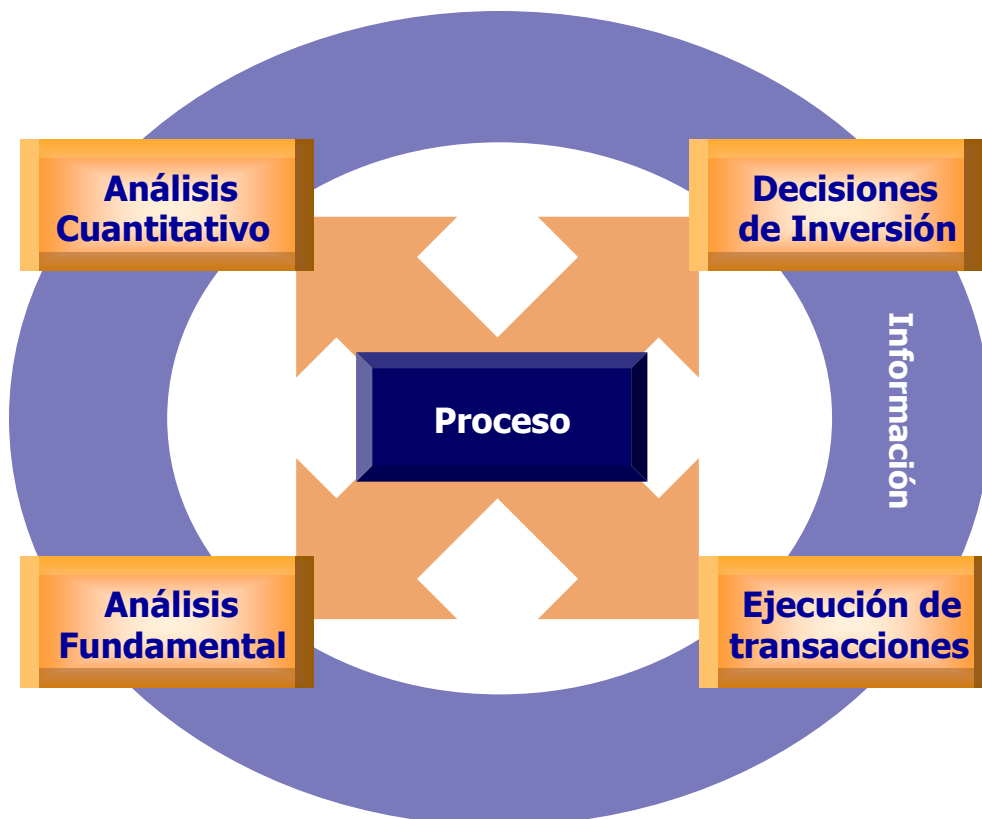 Análisis
Cuantitativo
Decisiones
de Inversión
Información
Proceso
Análisis
Fundamental
Ejecución de
transacciones